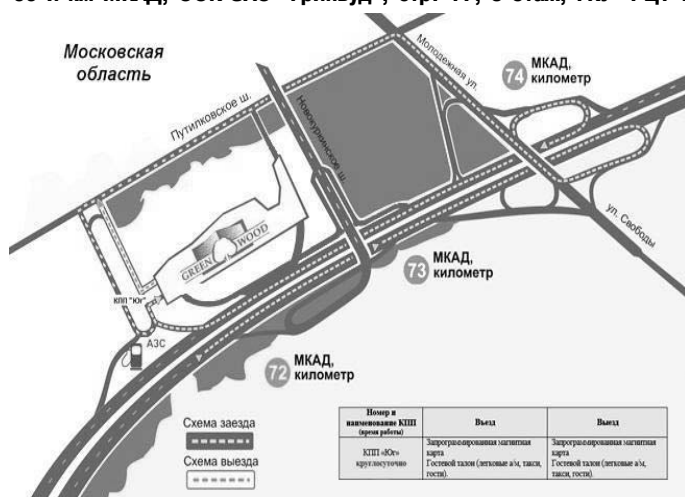 Московская
область
Путилковское ш.
Новокуркинское ш.
Молодежная ул.
74
МКАД,
километр
ул. Свободы
GREEN WOOD
КПП "Юг"
АЗС
73
МКАД,
километр
72
МКАД,
километр
Схема заезда
Схема выезда
Номер и
наименование КПП
(время работы)
Въезд
Выезд
КПП «Юг»
круглосуточно
Запрограммированная магнитная
карта
Гостевой талон (легковые а/м, такси,
гости).
Запрограммированная магнитная
карта
Гостевой талон (легковые а/м, такси,
гости).